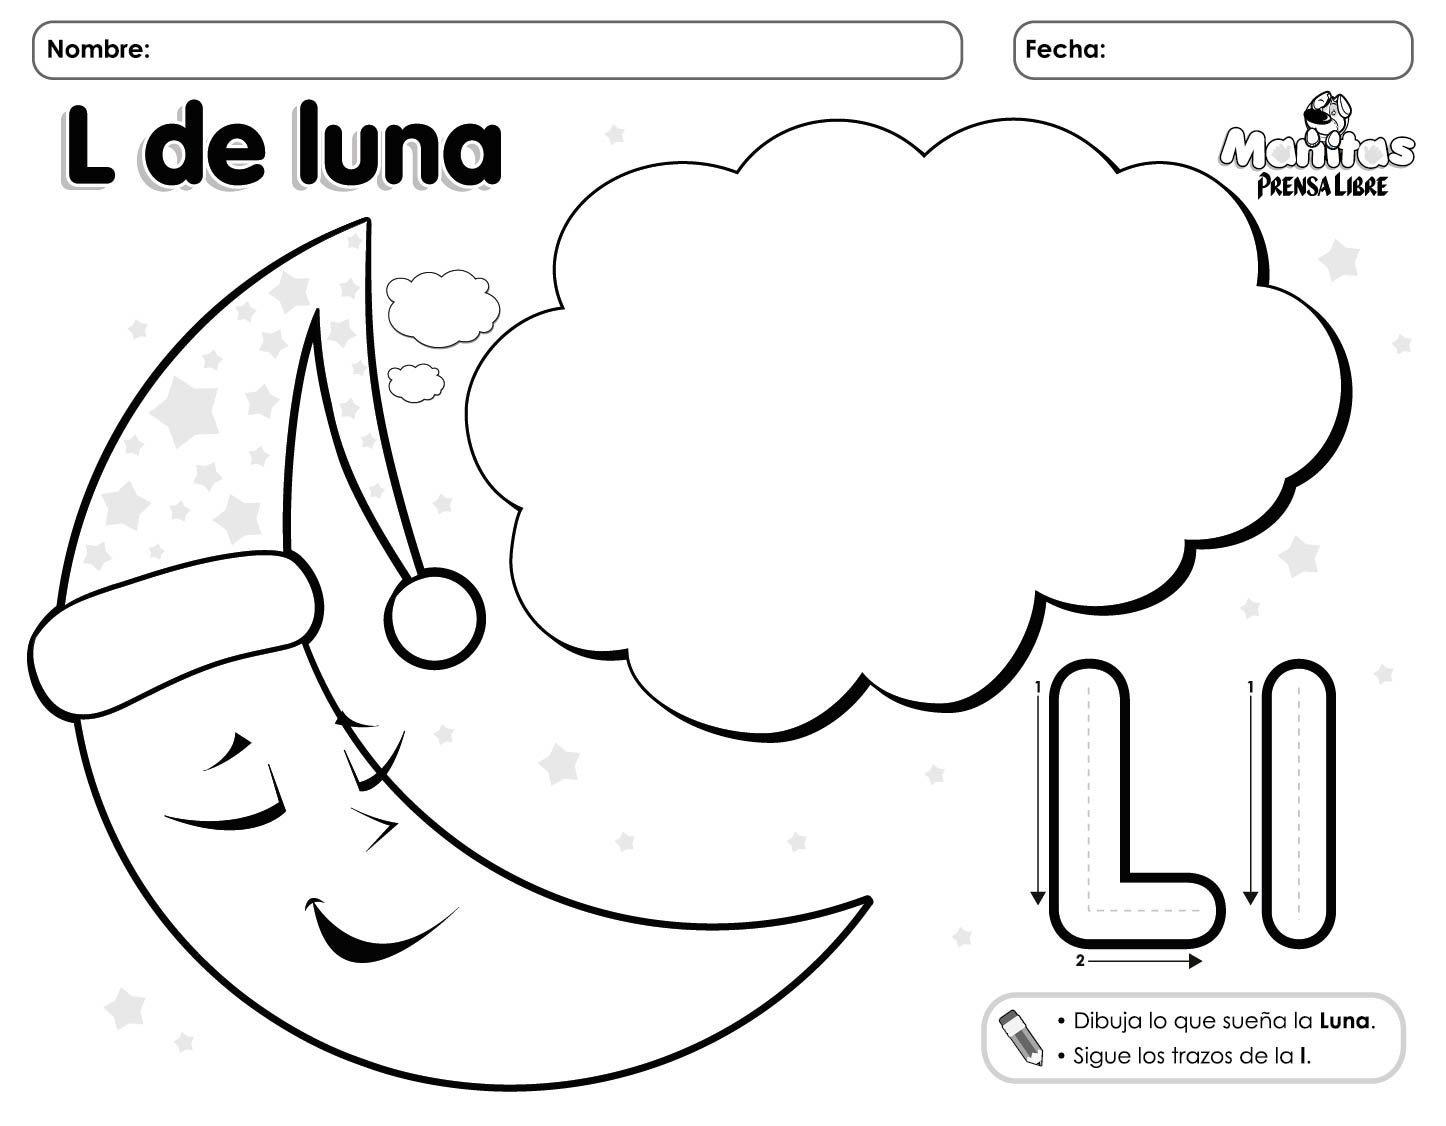 Nombre:
Fecha:
L de luna
Manitas
PRENSA LIBRE
1
1
L l
2
• Dibuja lo que sueña la Luna.
• Sigue los trazos de la l.